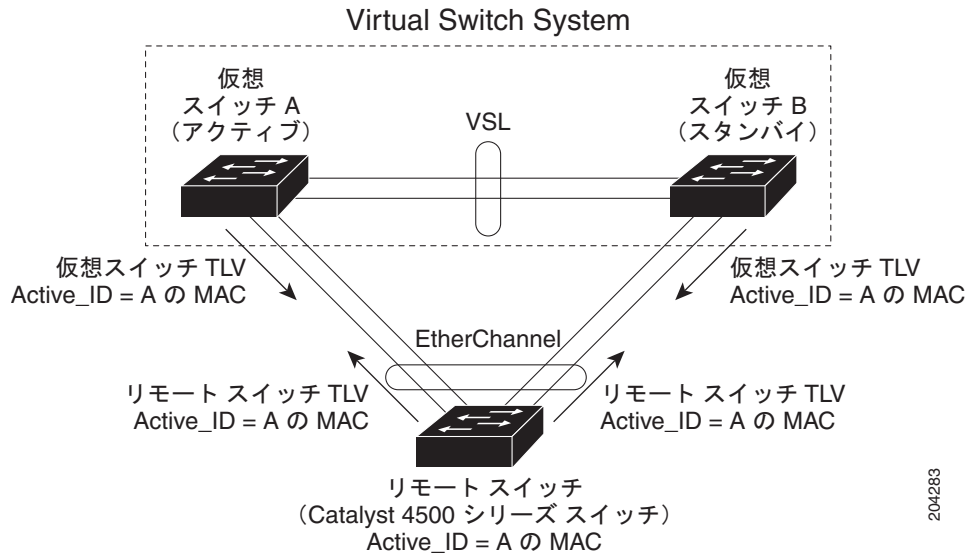 Virtual Switch System
仮想
スイッチ A
（アクティブ）
VSL
仮想
スイッチ B
（スタンバイ）
仮想スイッチ TLV
Active_ID = A の MAC
仮想スイッチ TLV
Active_ID = A の MAC
EtherChannel
リモート スイッチ TLV
Active_ID = A の MAC
リモート スイッチ TLV
Active_ID = A の MAC
リモート スイッチ
（Catalyst 4500 シリーズ スイッチ）
Active_ID = A の MAC
204283